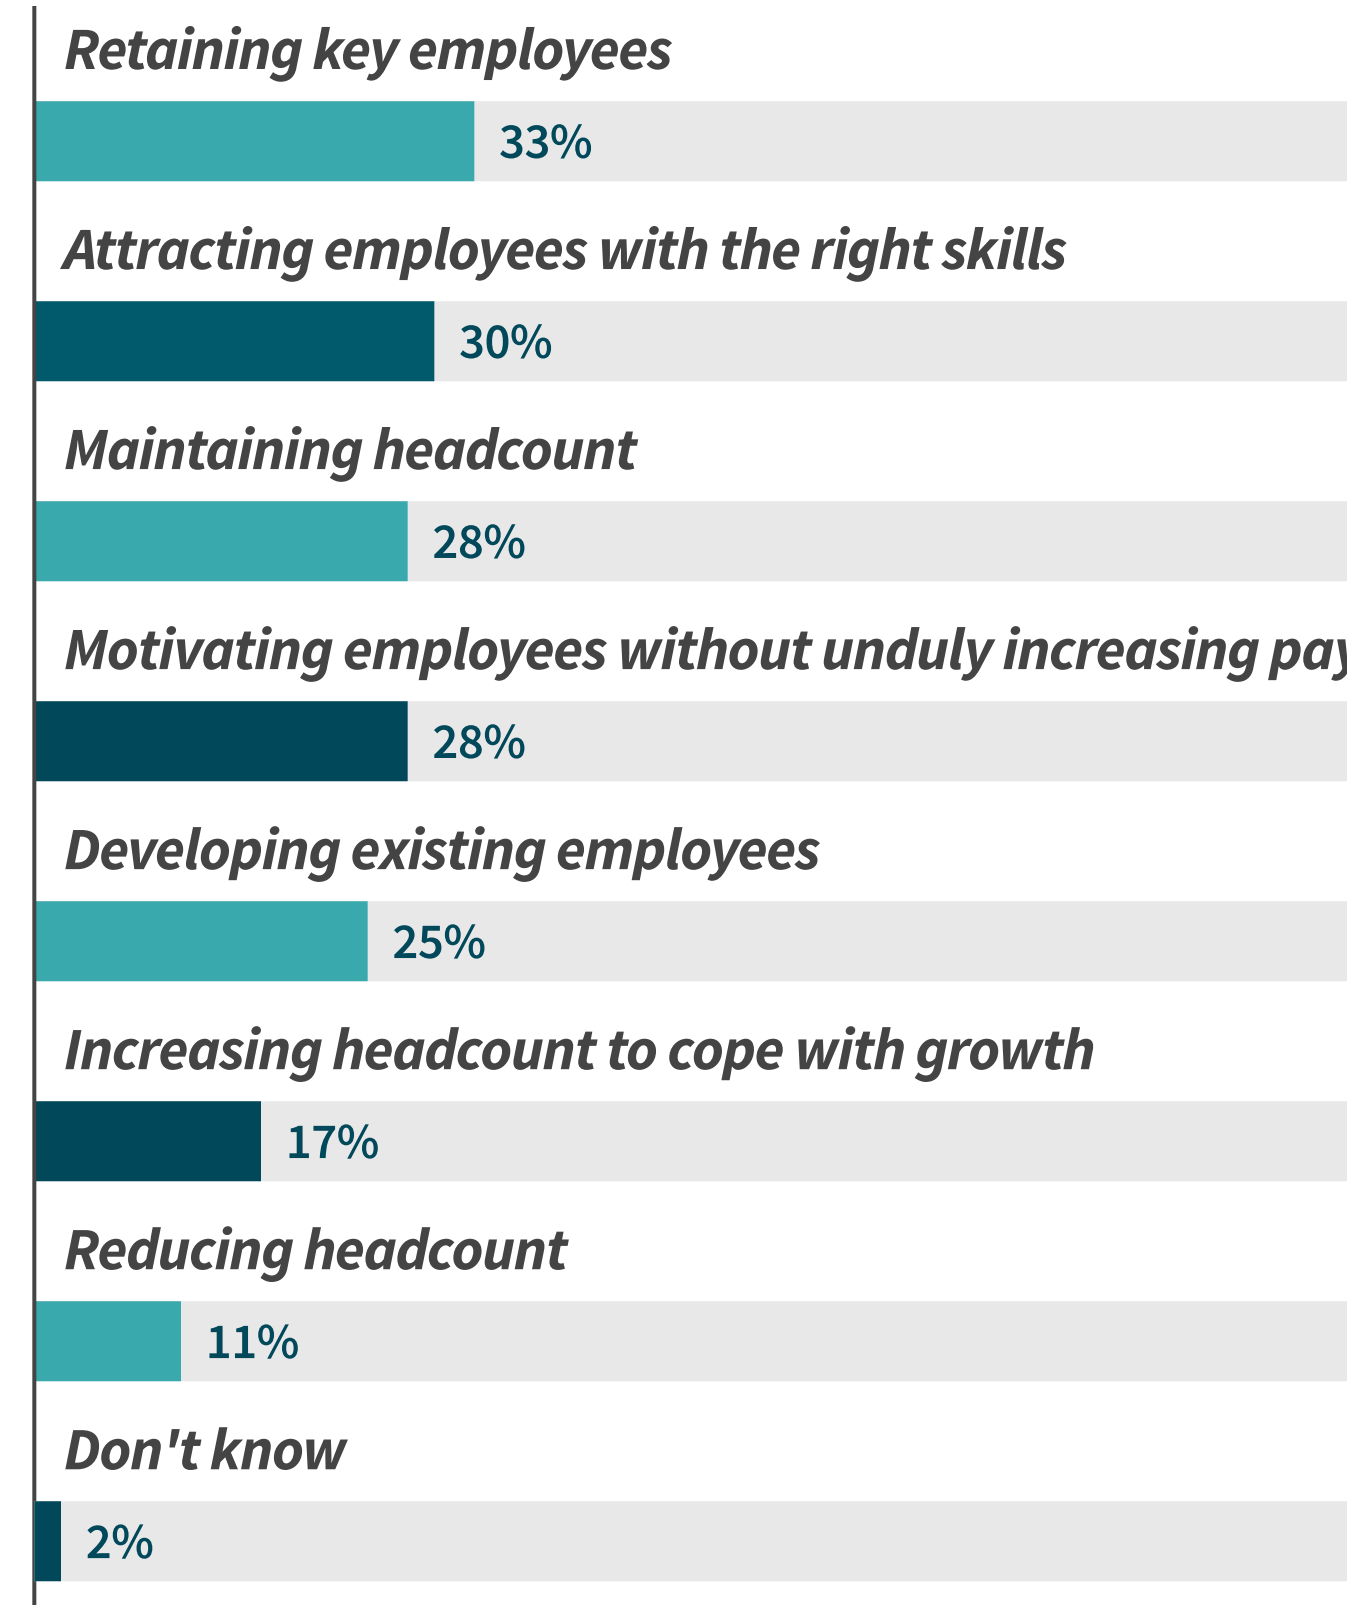 Retaining key employees
33%
Attracting employees with the right skills
30%
Maintaining headcount
28%
Motivating employees without unduly increasing pay
28%
Developing existing employees
25%
Increasing headcount to cope with growth
17%
Reducing headcount
11%
Don't know
2%